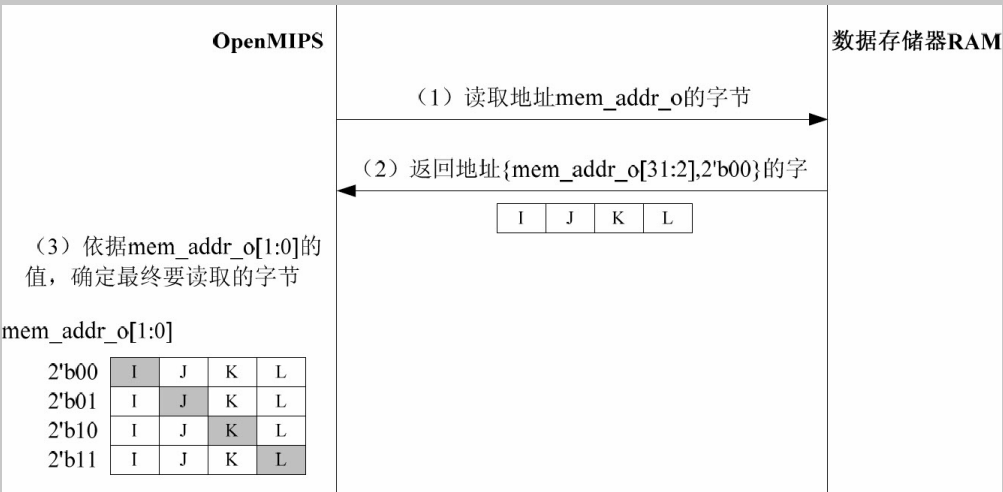 OpenMIPS
数据存储器RAM
（1）读取地址mem_addr_o的字节
（2）返回地址{mem_addr_o[31:2],2'b00}的字
I J K L
（3）依据mem_addr_o[1:0]的
值，确定最终要读取的字节
mem_addr_o[1:0]
2'b00 I J K L
2'b01 I J K L
2'b10 I J K L
2'b11 I J K L